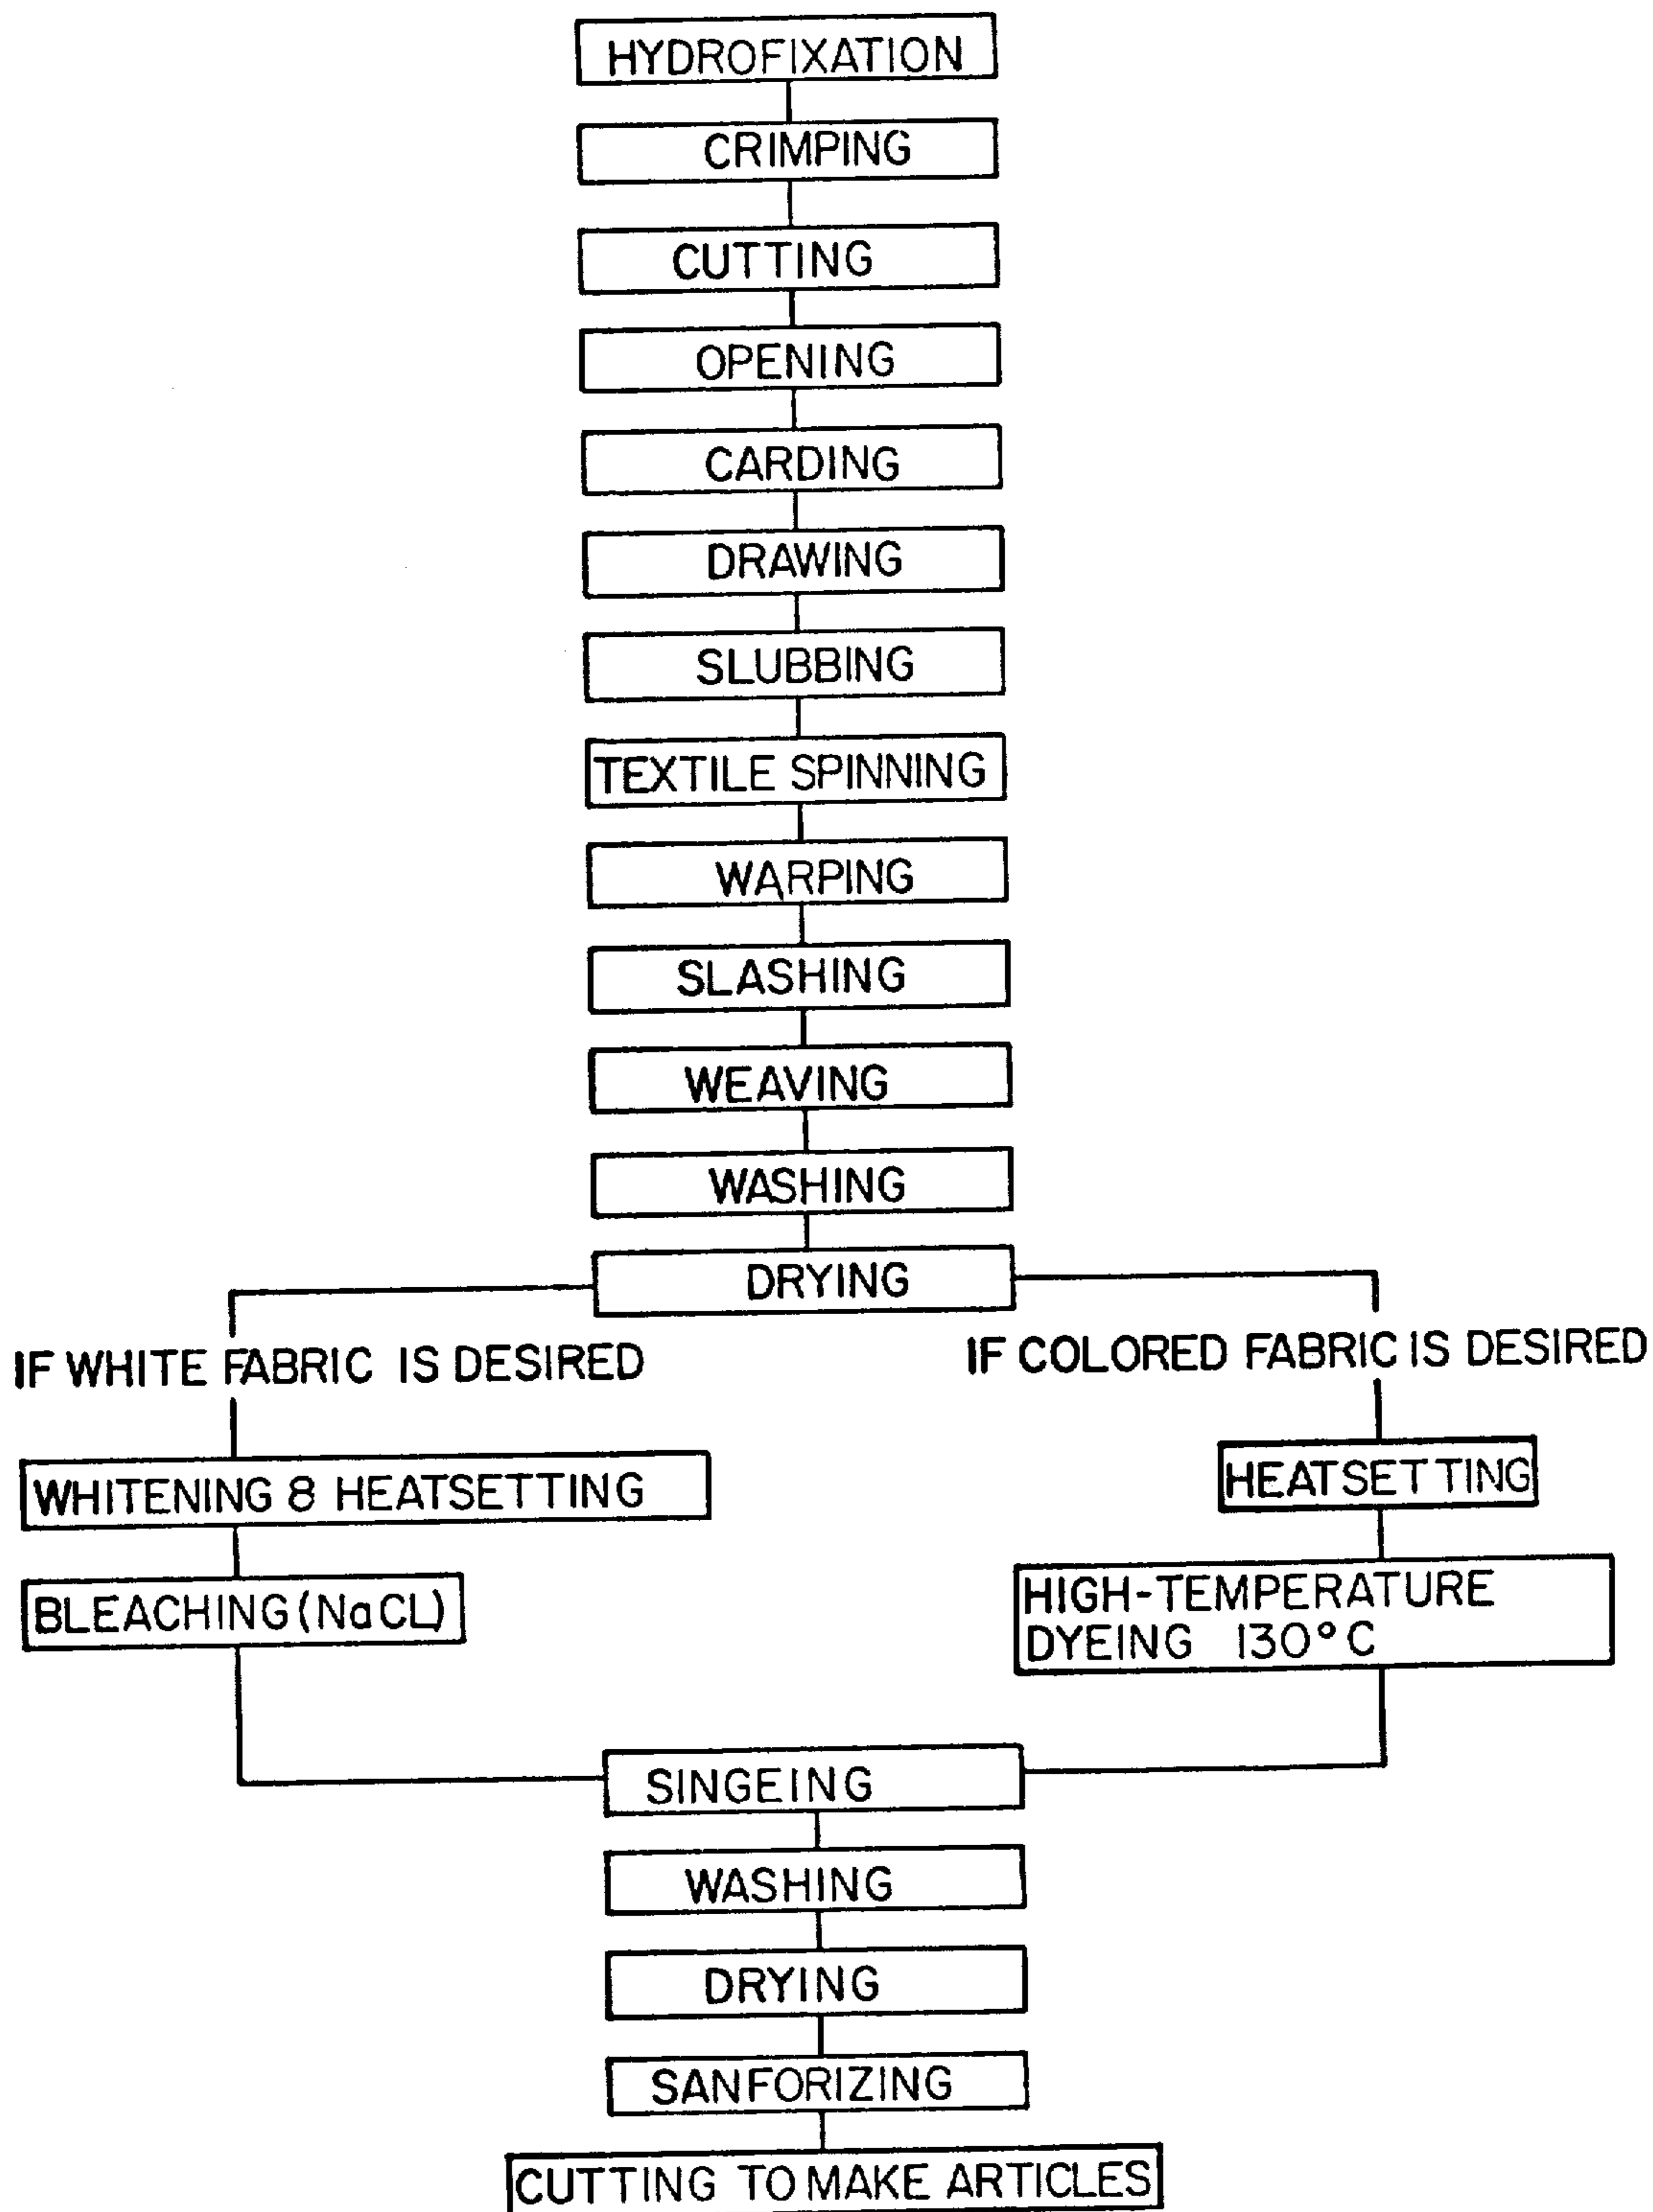 HYDROFIXATION
CRIMPING
CUTTING
OPENING
CARDING
DRAWING
SLUBBING
TEXTILE SPINNING
WARPING
SLASHING
WEAVING
WASHING
DRYING
IF WHITE FABRIC IS DESIRED
IF COLORED FABRIC IS DESIRED
WHITENING 8 HEATSETTING
HEATSETTING
BLEACHING (NaCL)
HIGH-TEMPERATURE
DYEING 130°C
SINGEING
WASHING
DRYING
SANFORIZING
CUTTING TO MAKE ARTICLES